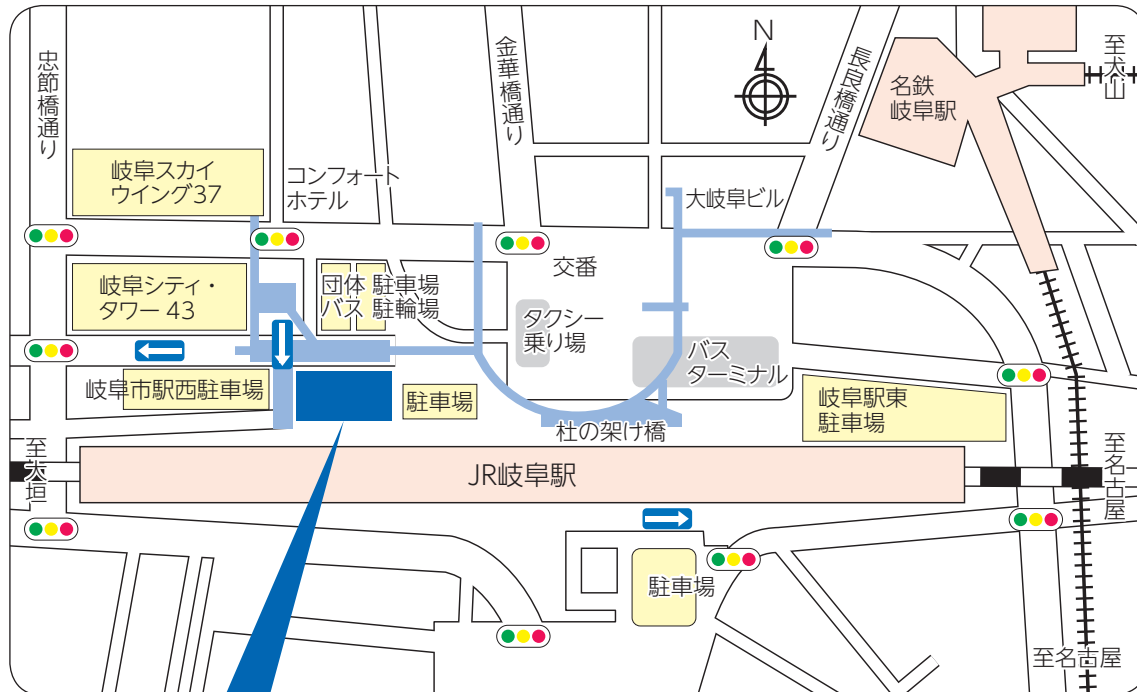 忠節橋通り
金華橋通り
N
長良橋通り
名鉄
岐阜駅
至犬山
岐阜スカイ
ウイング37
コンフォート
ホテル
大岐阜ビル
交番
岐阜シティ・
タワー 43
団体
バス
駐車場
駐輪場
タクシー
乗り場
バス
ターミナル
岐阜市駅西駐車場
駐車場
岐阜駅東
駐車場
杜の架け橋
至大垣
JR岐阜駅
至名古屋
駐車場
至名古屋